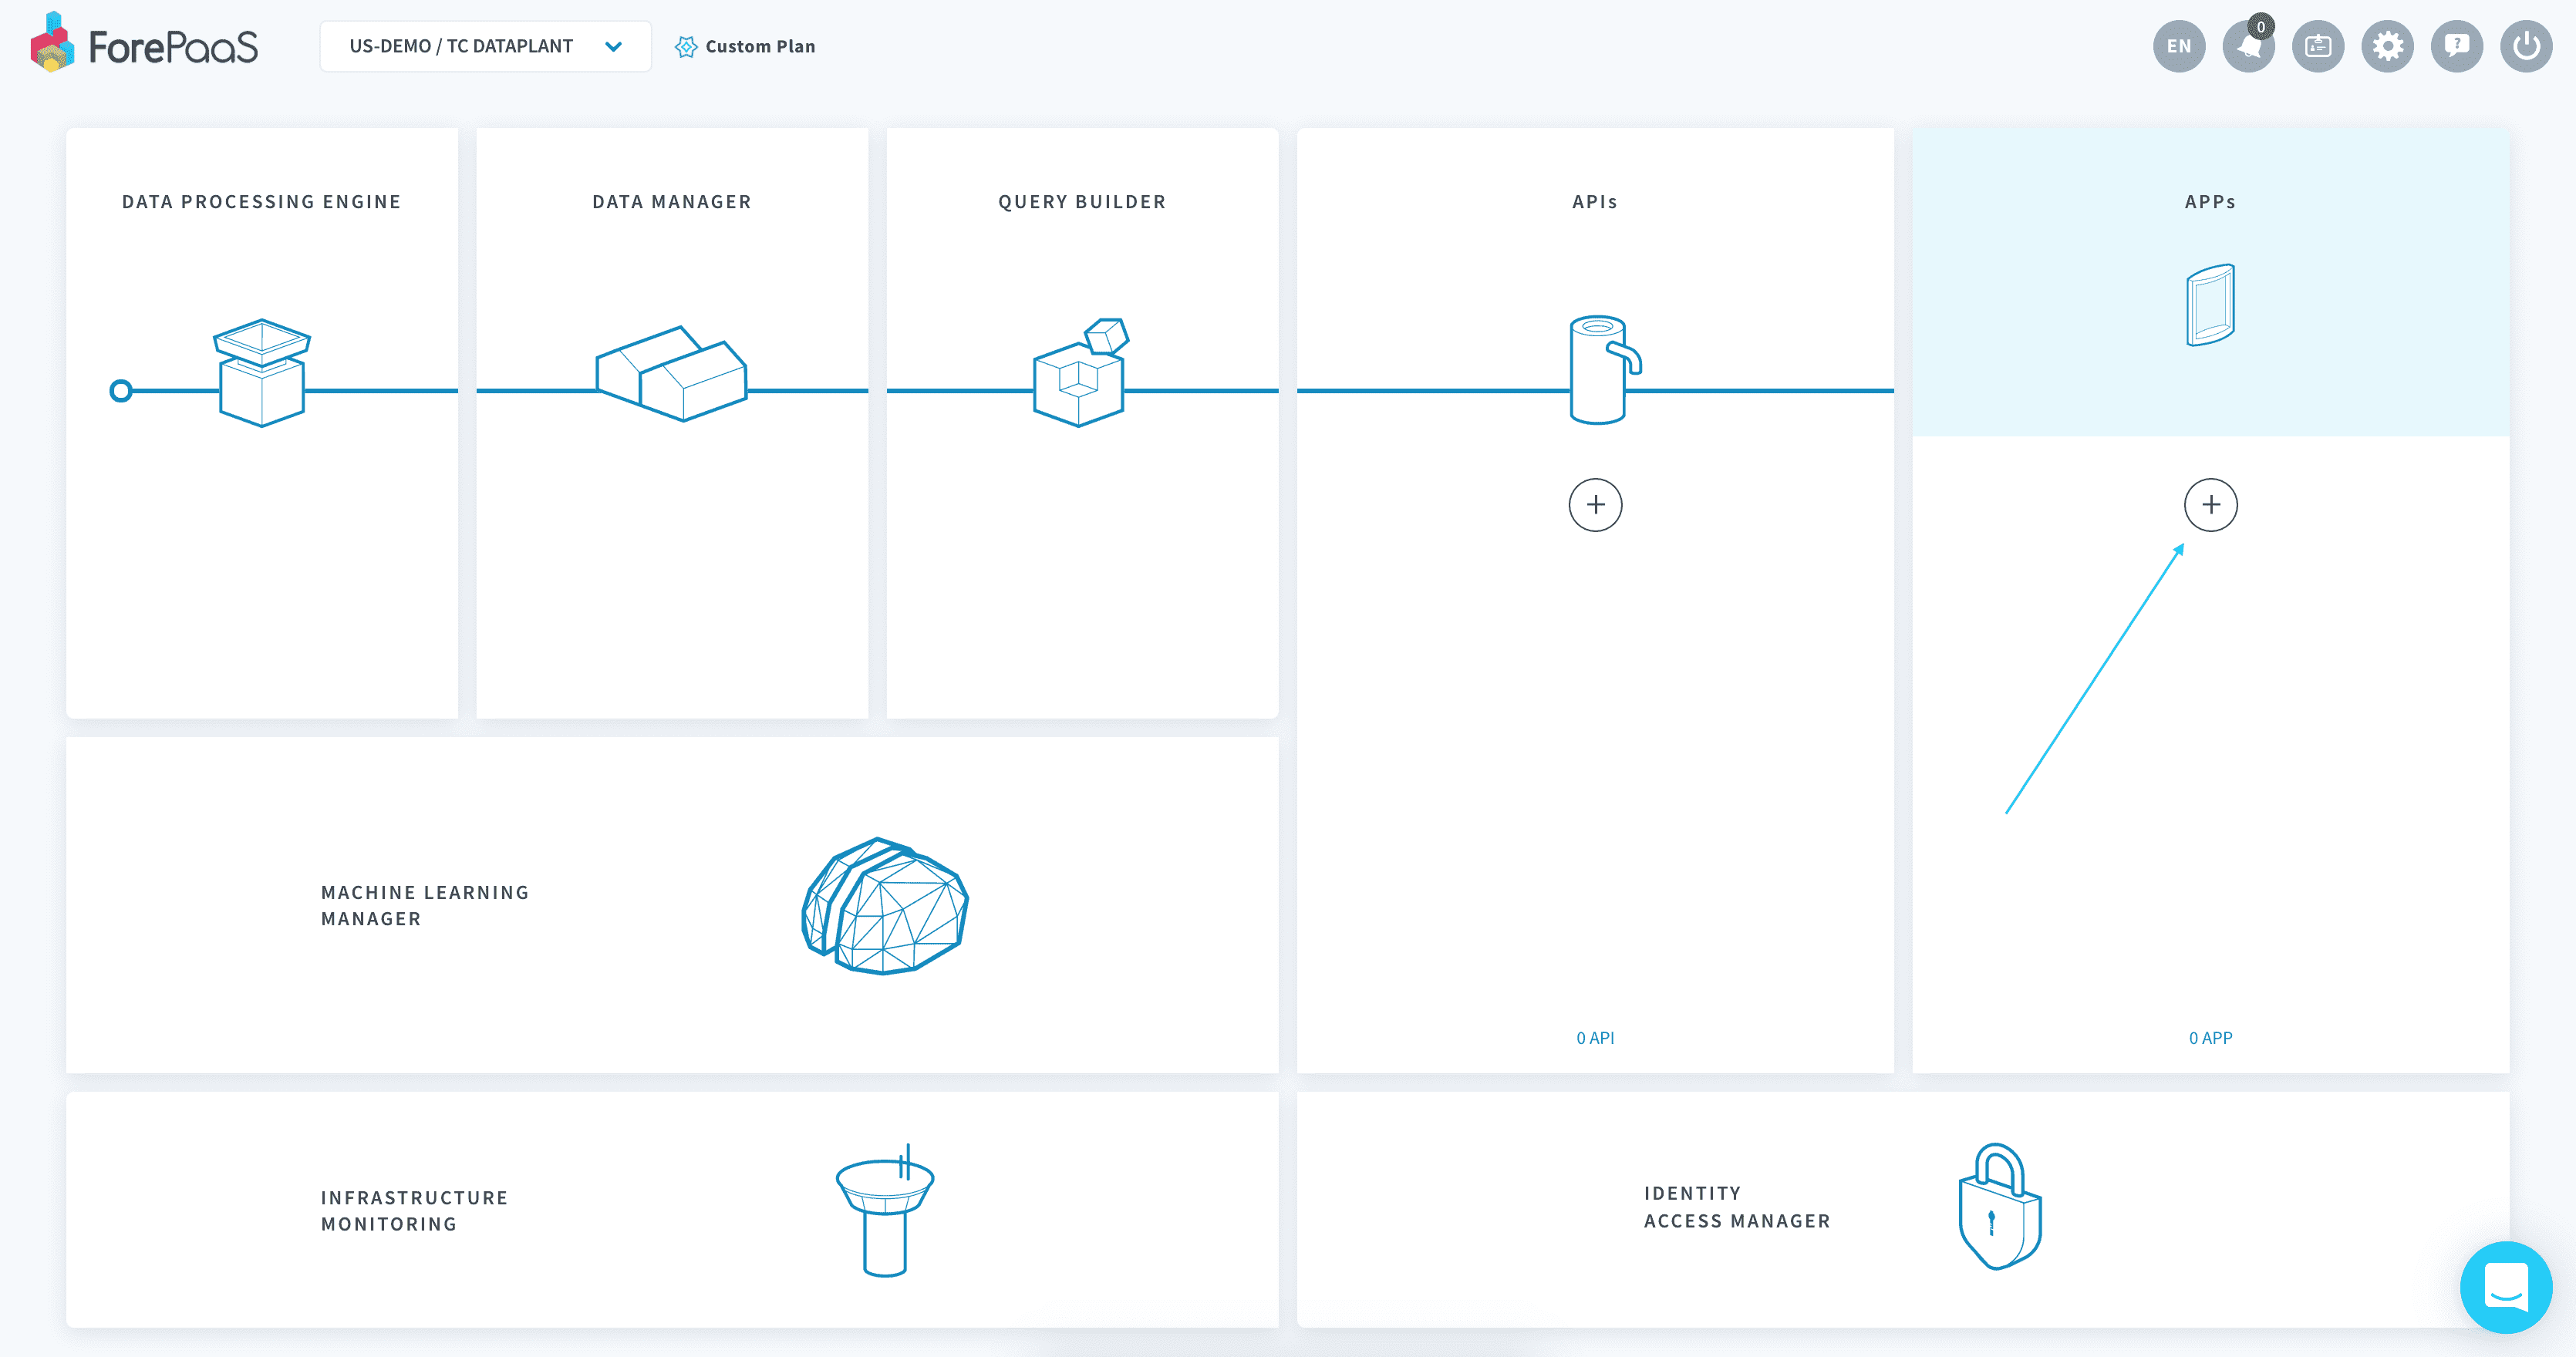 ForePaaS
US-DEMO / TC DATAPLANT
Custom Plan
EN
0
?
DATA PROCESSING ENGINE
DATA MANAGER
QUERY BUILDER
APIs
APPs
MACHINE LEARNING
MANAGER
0 API
0 APP
INFRASTRUCTURE
MONITORING
IDENTITY
ACCESS MANAGER